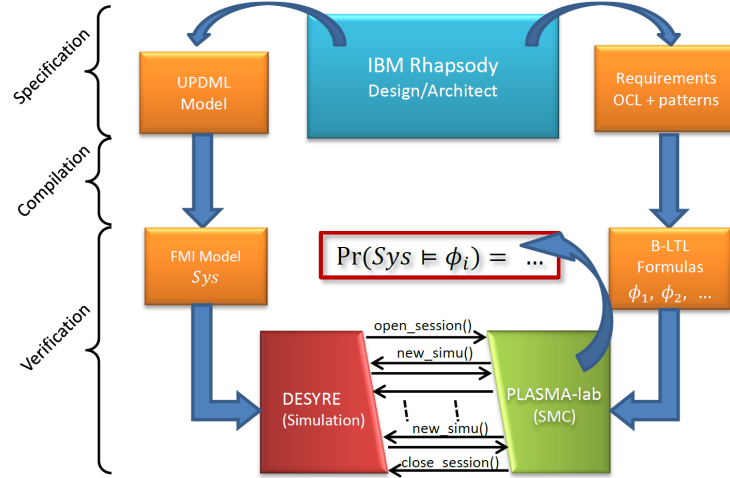 Specification
UPDML
Model
IBM Rhapsody
Design/Architect
Requirements
OCL + patterns
Compilation
Verification
FMI Model
Sys
Pr(Sys ⊨ ϕᵢ) = ...
B-LTL
Formulas
ϕ₁, ϕ₂, ...
DESYRE
(Simulation)
open_session()
new_simu()
new_simu()
close_session()
PLASMA-lab
(SMC)